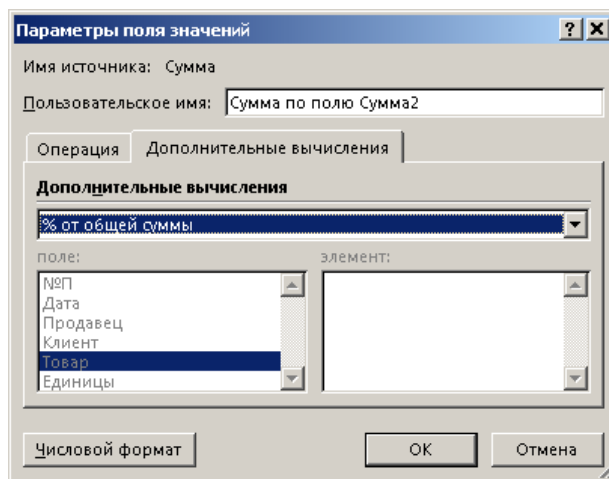 Параметры поля значений
Имя источника: Сумма
Пользовательское имя: Сумма по полю Сумма2
Операция Дополнительные вычисления
Дополнительные вычисления
% от общей суммы
поле: элемент:
№П
Дата
Продавец
Клиент
Товар
Единицы
Числовой формат ОК Отмена